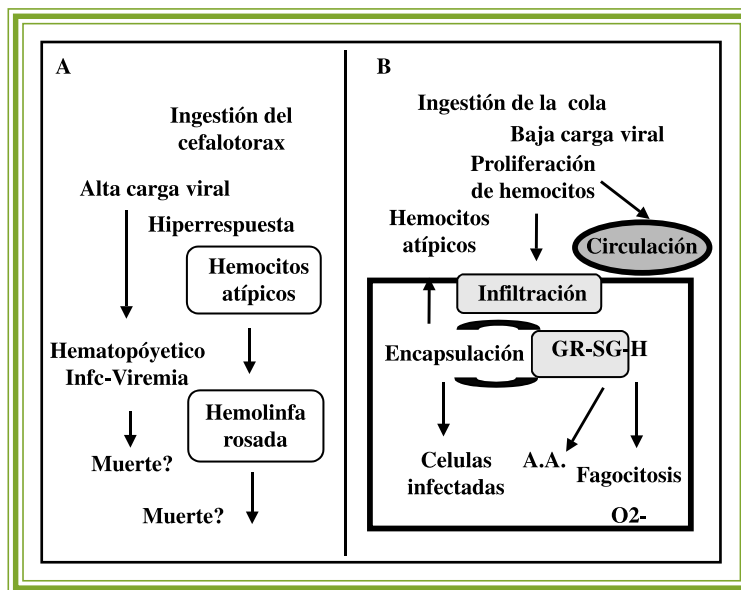 A
Ingestión del
cefalotorax
Alta carga viral
Hiperrespuesta
Hemocitos
atípicos
Hematopóyetico
Infc-Viremia
Hemolinfa
rosada
Muerte?
Muerte?
B
Ingestión de la cola
Baja carga viral
Proliferación
de hemocitos
Hemocitos
atípicos
Circulación
Infiltración
Encapsulación
GR-SG-H
Celulas
infectadas
A.A.
Fagocitosis
O2-